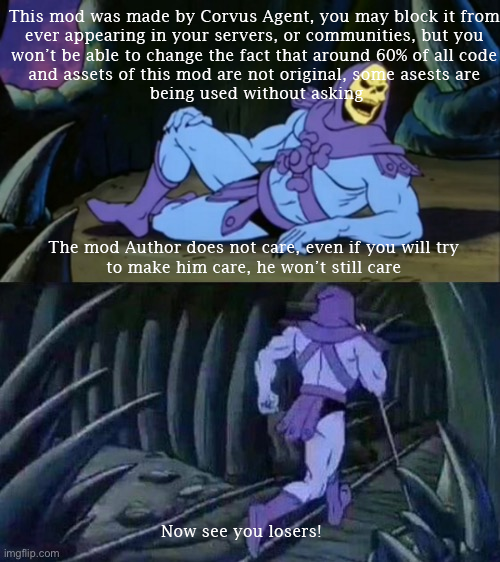 This mod was made by Corvus Agent, you may block it from
ever appearing in your servers, or communities, but you
won't be able to change the fact that around 60% of all code
and assets of this mod are not original, some asests are
being used without asking
The mod Author does not care, even if you will try
to make him care, he won't still care
Now see you losers!
imgflip.com